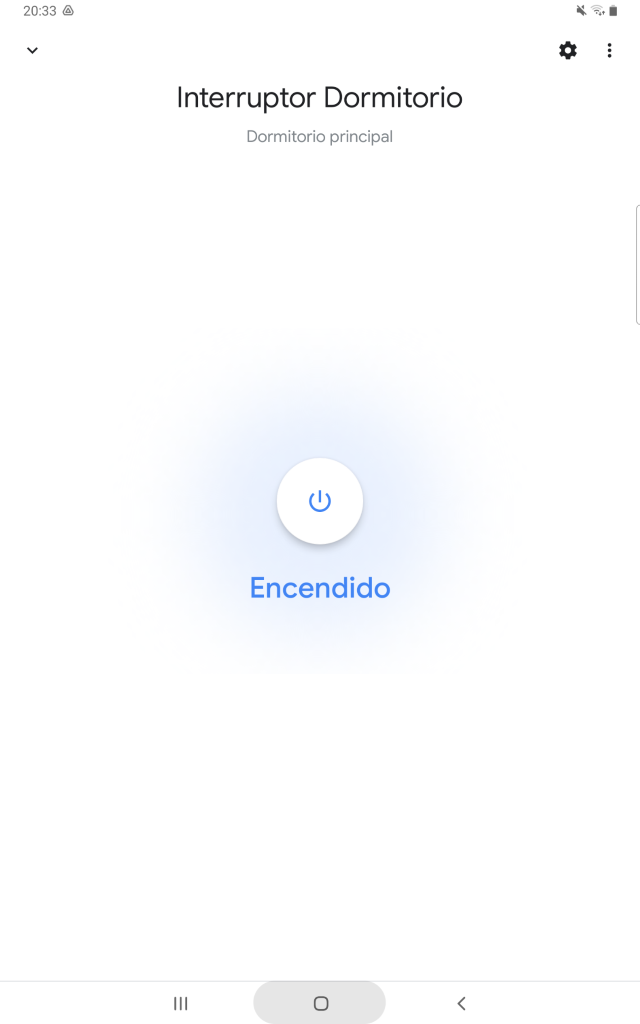 20:33
Interruptor Dormitorio
Dormitorio principal
Encendido